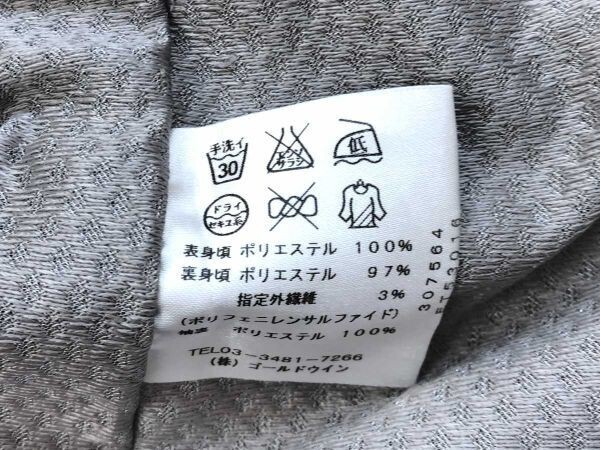 手洗イ
30
エンソ
サラシ
低
ドライ
セキユ系
表身頃 ポリエステル 100%
裏身頃 ポリエステル 97%
指定外繊維 3%
(ポリフェニレンサルファイド)
ポリエステル 100%
TEL03-3481-7266
(株) ゴールドウイン
307564